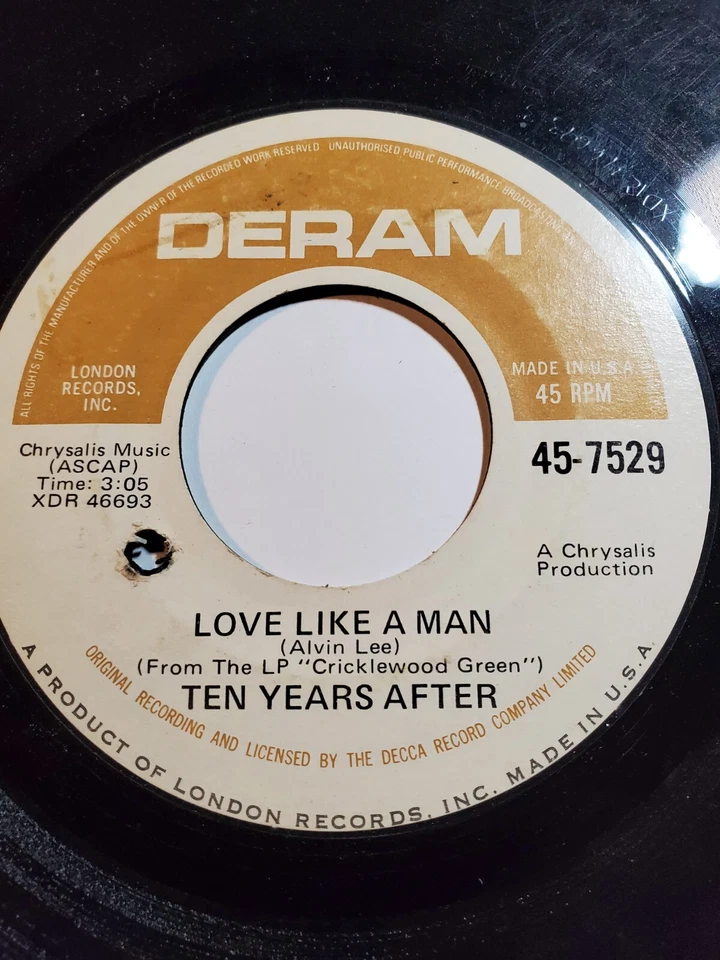 ALL RIGHTS OF THE MANUFACTURER AND OF THE OWNER OF THE RECORDED WORK RESERVED UNAUTHORISED PUBLIC PERFORMANCE BROADCASTING
DERAM
LONDON
RECORDS,
INC.
MADE IN U.S.A.
45 RPM
Chrysalis Music
(ASCAP)
Time: 3:05
XDR 46693
45-7529
A Chrysalis
Production
LOVE LIKE A MAN
(Alvin Lee)
(From The LP "Cricklewood Green")
TEN YEARS AFTER
ORIGINAL RECORDING AND LICENSED BY THE DECCA RECORD COMPANY LIMITED
A PRODUCT OF LONDON RECORDS, INC. MADE IN U.S.A.